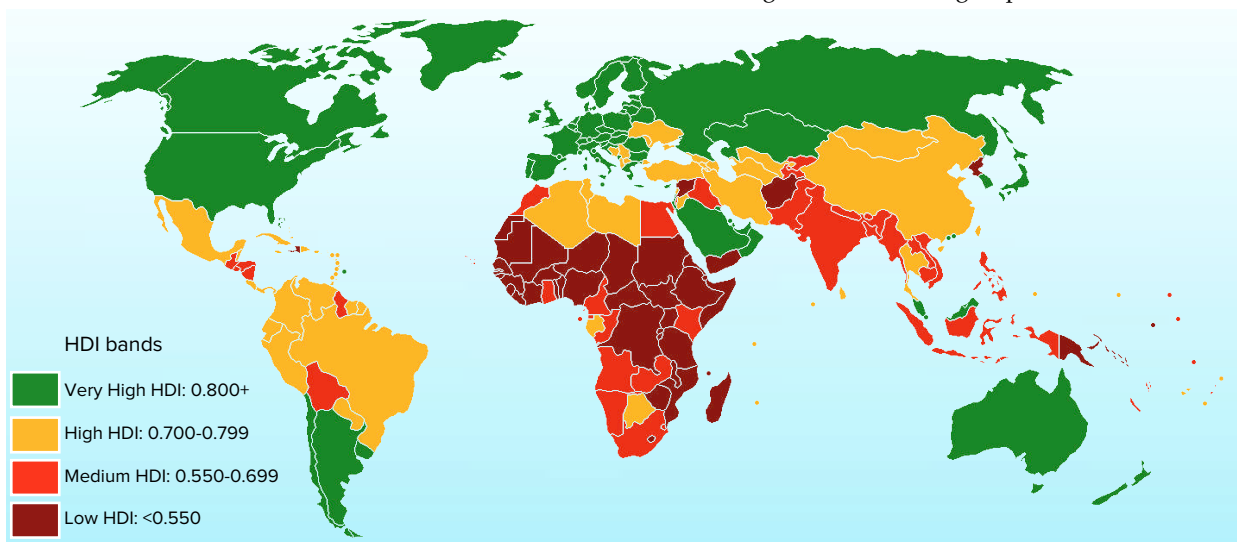 HDI bands
Very High HDI: 0.800+
High HDI: 0.700-0.799
Medium HDI: 0.550-0.699
Low HDI: <0.550